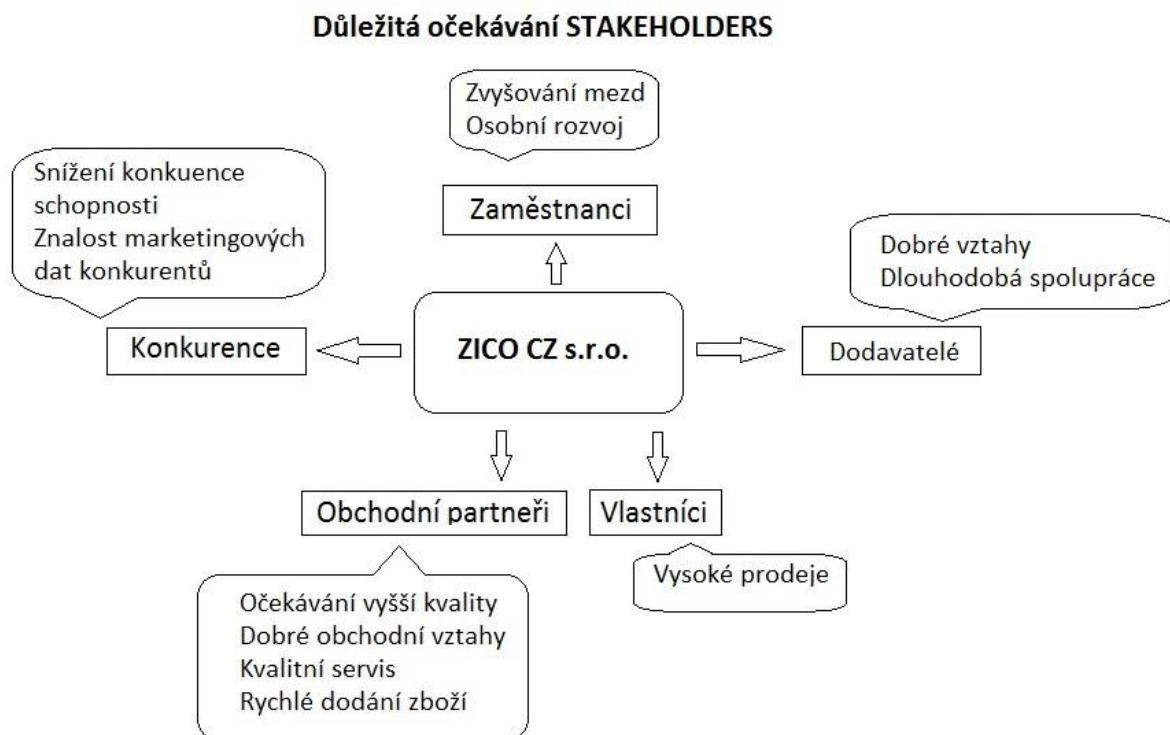 Důležitá očekávání STAKEHOLDERS
Zvyšování mezd
Osobní rozvoj
Zaměstnanci
Snížení konkuence
schopnosti
Znalost marketingových
dat konkurentů
Konkurence
ZICO CZ s.r.o.
Dobré vztahy
Dlouhodobá spolupráce
Dodavatelé
Obchodní partneři
Očekávání vyšší kvality
Dobré obchodní vztahy
Kvalitní servis
Rychlé dodání zboží
Vlastníci
Vysoké prodeje